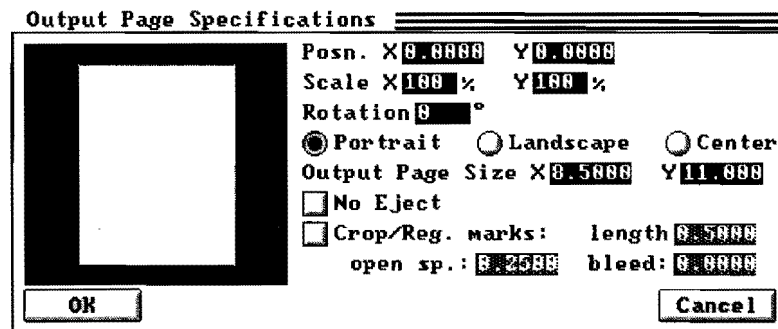 Output Page Specifications
Posn. X 0.0000 Y 0.0000
Scale X 100 % Y 100 %
Rotation 0 °
Portrait Landscape Center
Output Page Size X 8.5000 Y 11.000
No Eject
Crop/Reg. marks: length 0.5000
open sp.: 0.2500 bleed: 0.0000
OK Cancel